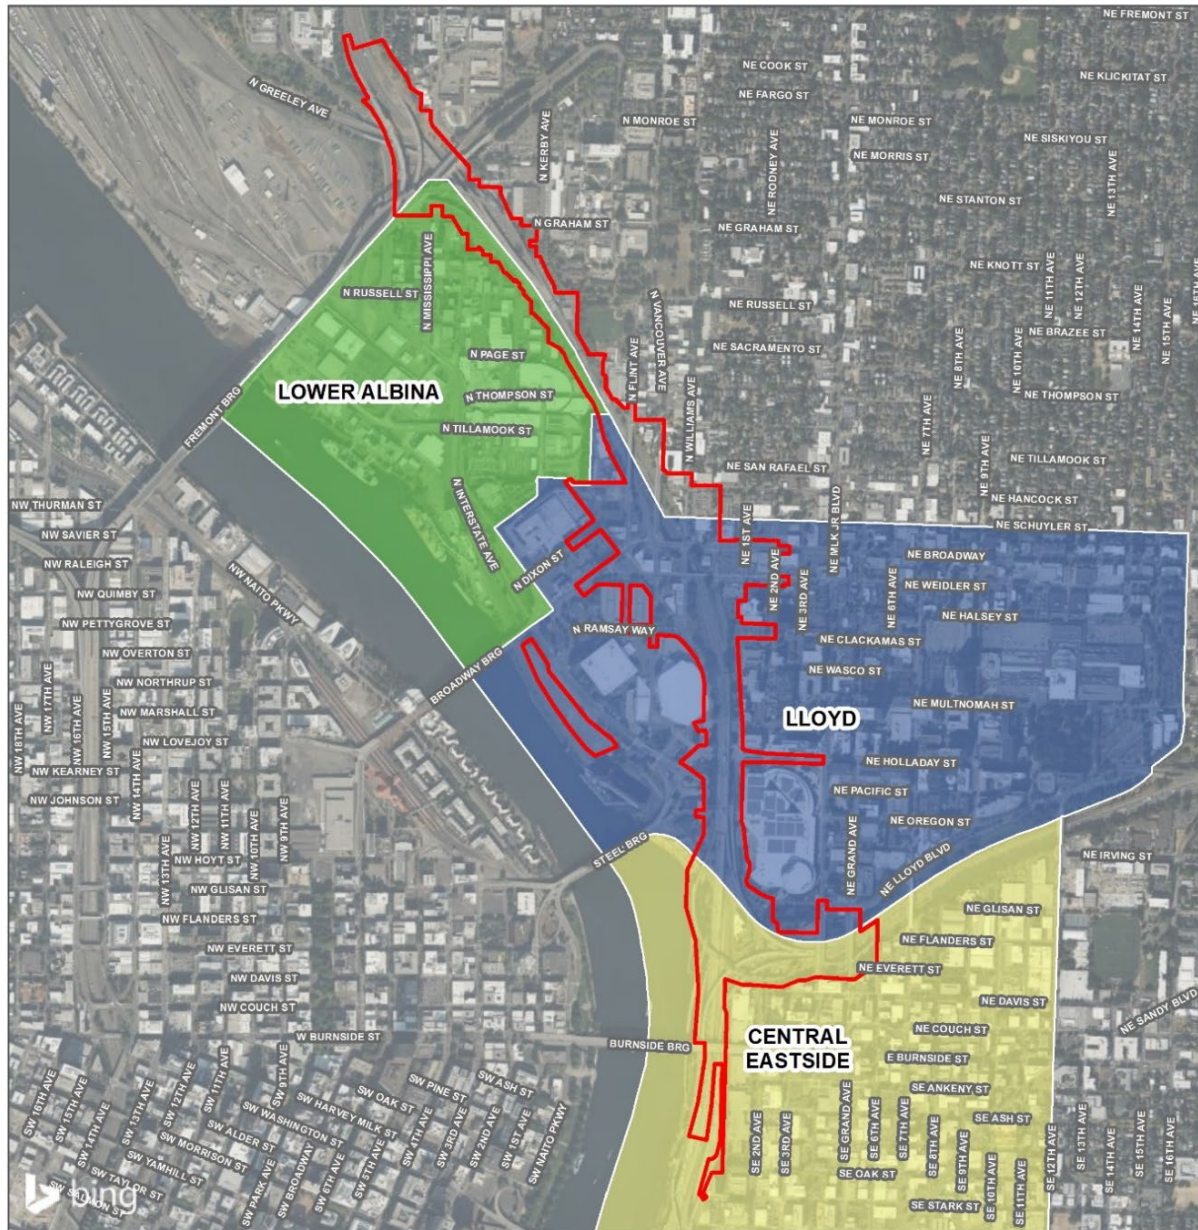 NE FREMONT ST
NE COOK ST
NE KLICKITAT ST
N GREELEY AVE
NE FARGO ST
N MONROE ST
NE MONROE ST
N KERBY AVE
NE RODNEY AVE
NE SISKIYOU ST
NE MORRIS ST
NE 13TH AVE
NE STANTON ST
N GRAHAM ST
NE GRAHAM ST
N MISSISSIPPI AVE
NE KNOTT ST
NE 11TH AVE
NE 12TH AVE
N RUSSELL ST
N VANCOUVER AVE
NE RUSSELL ST
NE 14TH AVE
NE 15TH AVE
NE BRAZEE ST
NE SACRAMENTO ST
N PAGE ST
N FLINT AVE
NE 8TH AVE
NE 10TH AVE
LOWER ALBINA
N THOMPSON ST
NE THOMPSON ST
FREMONT BRG
N WILLIAMS AVE
N TILLAMOOK ST
NE 7TH AVE
NE TILLAMOOK ST
NE SAN RAFAEL ST
NE 9TH AVE
NE HANCOCK ST
NW THURMAN ST
N INTERSTATE AVE
NE MLK JR BLVD
NE SCHUYLER ST
NW SAVIER ST
NE 1ST AVE
NE BROADWAY
NW RALEIGH ST
N DIXON ST
NE 2ND AVE
NE 3RD AVE
NE 6TH AVE
NE WEIDLER ST
NW QUIMBY ST
NW NAITO PKWY
NE HALSEY ST
NW PETTYGROVE ST
N RAMSAY WAY
NE CLACKAMAS ST
NW OVERTON ST
NE WASCO ST
NW NORTHRUP ST
BROADWAY BRG
NW 17TH AVE
NE MULTNOMAH ST
NW MARSHALL ST
LLOYD
NW 18TH AVE
NW 16TH AVE
NW 15TH AVE
NW LOVEJOY ST
NE HOLLADAY ST
NW KEARNEY ST
NW 14TH AVE
NE PACIFIC ST
NW JOHNSON ST
NW 12TH AVE
NW 11TH AVE
NW 10TH AVE
NW 9TH AVE
NE OREGON ST
STEEL BRG
NW 13TH AVE
NW HOYT ST
NE GRAND AVE
NE LLOYD BLVD
NE IRVING ST
NW GLISAN ST
NE GLISAN ST
NW FLANDERS ST
NE FLANDERS ST
NW EVERETT ST
NE EVERETT ST
NW DAVIS ST
NE DAVIS ST
NE SANDY BLVD
NW COUCH ST
NE COUCH ST
W BURNSIDE ST
BURNSIDE BRG
CENTRAL
EASTSIDE
E BURNSIDE ST
SW 16TH AVE
SW 15TH AVE
SW 14TH AVE
SW 13TH AVE
SW 12TH AVE
SW 11TH AVE
SW 9TH AVE
SW OAK ST
SW PINE ST
SW ASH ST
SE ANKENY ST
SW WASHINGTON ST
SW HARVEY MILK ST
SW ALDER ST
SW MORRISON ST
SW YAMHILL ST
SW TAYLOR ST
SW SALMON ST
SW PARK AVE
SW BROADWAY
SW 6TH AVE
SW 5TH AVE
SW 4TH AVE
SW 3RD AVE
SW 2ND AVE
SW 1ST AVE
SW NAITO PKWY
SE 2ND AVE
SE 3RD AVE
SE GRAND AVE
SE 6TH AVE
SE 7TH AVE
SE 8TH AVE
SE 9TH AVE
SE 10TH AVE
SE 11TH AVE
SE 12TH AVE
SE 13TH AVE
SE 14TH AVE
SE 15TH AVE
SE 16TH AVE
SE ASH ST
SE OAK ST
SE STARK ST
bing